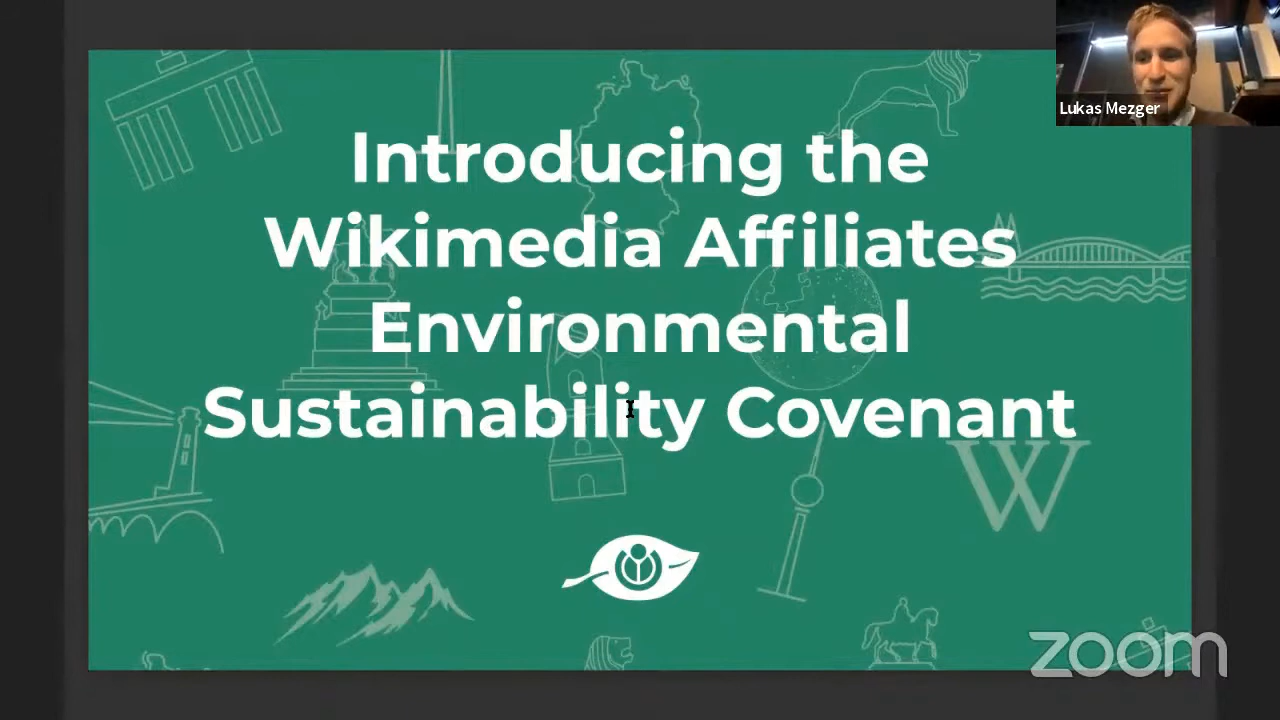 Lukas Mezger
Introducing the
Wikimedia Affiliates
Environmental
Sustainability Covenant
W
zoom